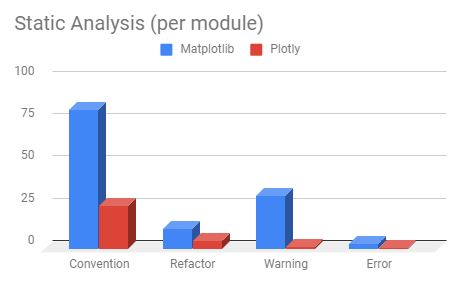 Static Analysis (per module)
Matplotlib Plotly
100
75
50
25
0
Convention Refactor Warning Error